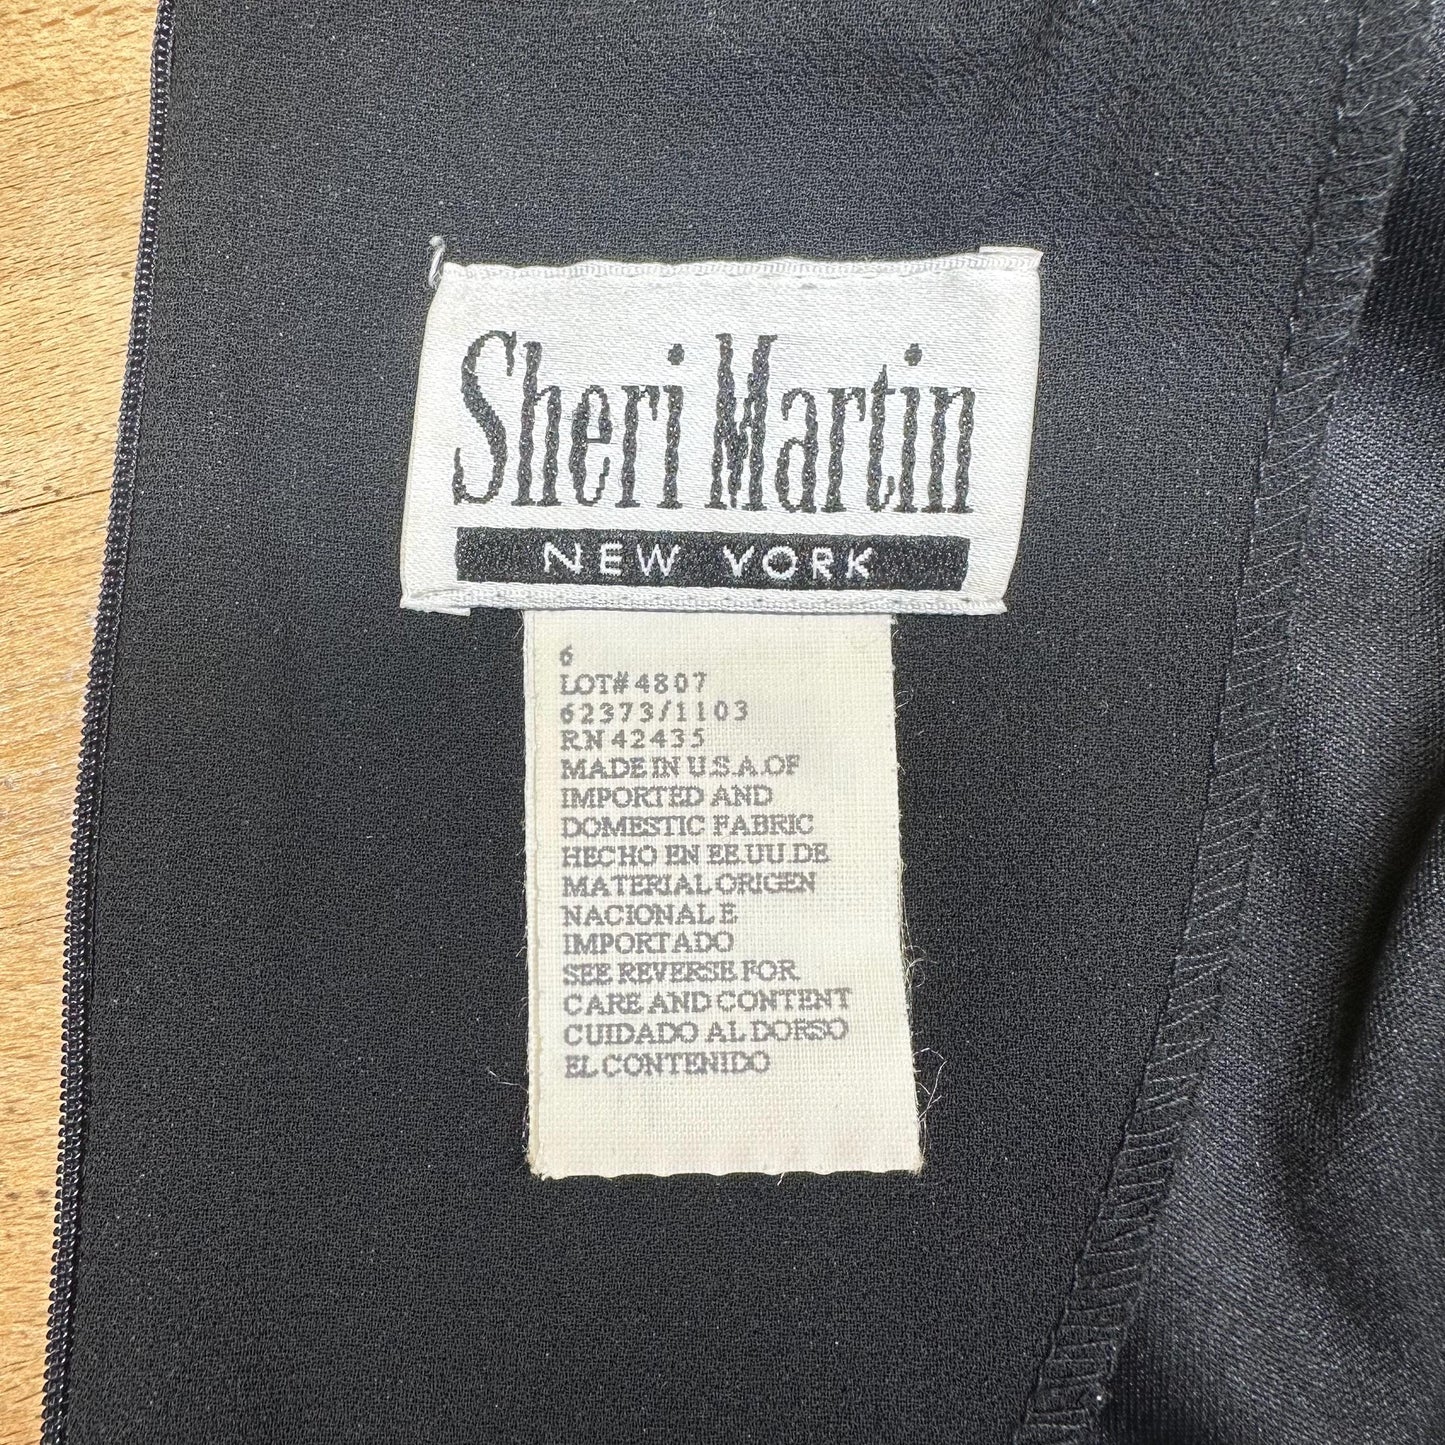 Sheri Martin
NEW YORK
6
LOT# 4807
62373/1103
RN 42435
MADE IN U.S.A. OF
IMPORTED AND
DOMESTIC FABRIC
HECHO EN EE.UU. DE
MATERIAL ORIGEN
NACIONAL E
IMPORTADO
SEE REVERSE FOR
CARE AND CONTENT
CUIDADO AL DORSO
EL CONTENIDO